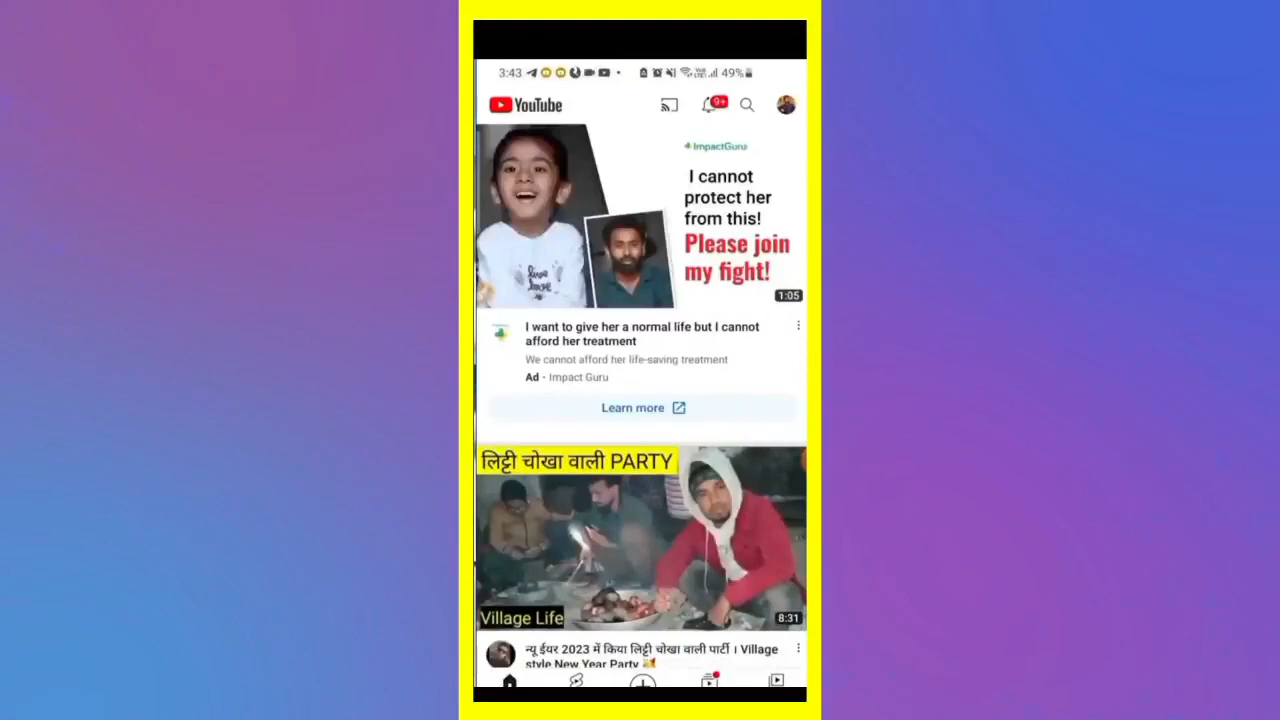 3:43
49%
YouTube
9+
ImpactGuru
I cannot
protect her
from this!
Please join
my fight!
1:05
I want to give her a normal life but I cannot
afford her treatment
We cannot afford her life-saving treatment
Ad · Impact Guru
Learn more
लिट्टी चोखा वाली PARTY
Village Life
8:31
न्यू ईयर 2023 में किया लिट्टी चोखा वाली पार्टी । Village
style New Year Party